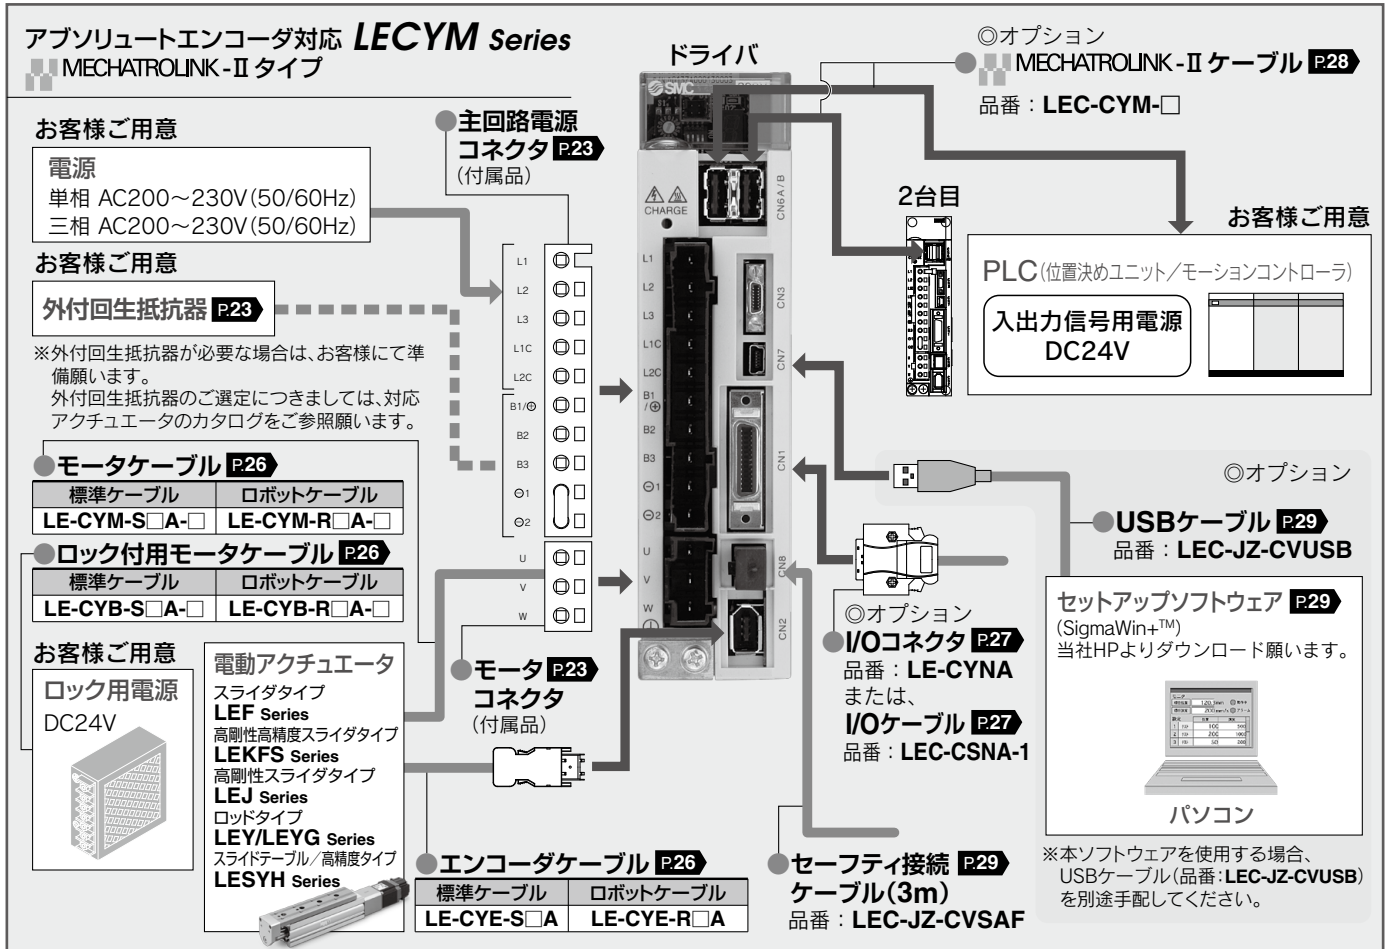 アブソリュートエンコーダ対応 LECYM Series
MECHATROLINK-Ⅱ タイプ
お客様ご用意
電源
単相 AC200〜230V(50/60Hz)
三相 AC200〜230V(50/60Hz)
お客様ご用意
外付回生抵抗器 P.23
※外付回生抵抗器が必要な場合は、お客様にて準
備願います。
外付回生抵抗器のご選定につきましては、対応
アクチュエータのカタログをご参照願います。
●モータケーブル P.26
標準ケーブル ロボットケーブル
LE-CYM-S□A-□ LE-CYM-R□A-□
●ロック付用モータケーブル P.26
標準ケーブル ロボットケーブル
LE-CYB-S□A-□ LE-CYB-R□A-□
お客様ご用意
ロック用電源
DC24V
電動アクチュエータ
スライダタイプ
LEF Series
高剛性高精度スライダタイプ
LEKFS Series
高剛性スライダタイプ
LEJ Series
ロッドタイプ
LEY/LEYG Series
スライドテーブル／高精度タイプ
LESYH Series
●主回路電源
コネクタ P.23
(付属品)
L1
L2
L3
L1C
L2C
B1/⊕
B2
B3
⊖1
⊖2
U
V
W
●モータ P.23
コネクタ
(付属品)
●エンコーダケーブル P.26
標準ケーブル ロボットケーブル
LE-CYE-S□A LE-CYE-R□A
ドライバ
SMC
CHARGE
CN6A/B
L1
L2
L3
L1C
L2C
B1
/⊕
B2
B3
⊖1
⊖2
U
V
W
CN3
CN7
CN1
CN8
CN2
◎オプション
●MECHATROLINK-Ⅱ ケーブル P.28
品番：LEC-CYM-□
2台目
お客様ご用意
PLC(位置決めユニット／モーションコントローラ)
入出力信号用電源
DC24V
◎オプション
●USBケーブル P.29
品番：LEC-JZ-CVUSB
◎オプション
●I/Oコネクタ P.27
品番：LE-CYNA
または、
I/Oケーブル P.27
品番：LEC-CSNA-1
●セーフティ接続 P.29
ケーブル(3m)
品番：LEC-JZ-CVSAF
セットアップソフトウェア P.29
(SigmaWin+™)
当社HPよりダウンロード願います。
パソコン
※本ソフトウェアを使用する場合、
USBケーブル(品番：LEC-JZ-CVUSB)
を別途手配してください。